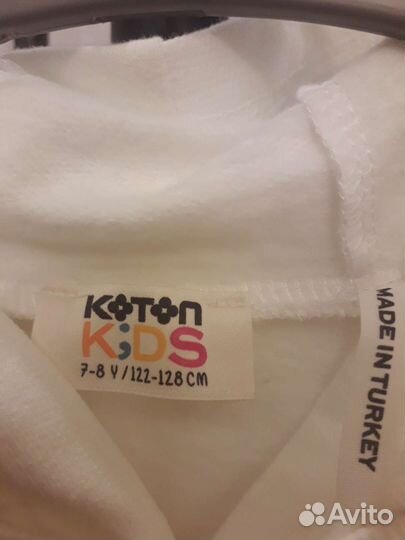 KOTON
KiDS
7-8 Y / 122-128 CM
MADE IN TURKEY
Avito